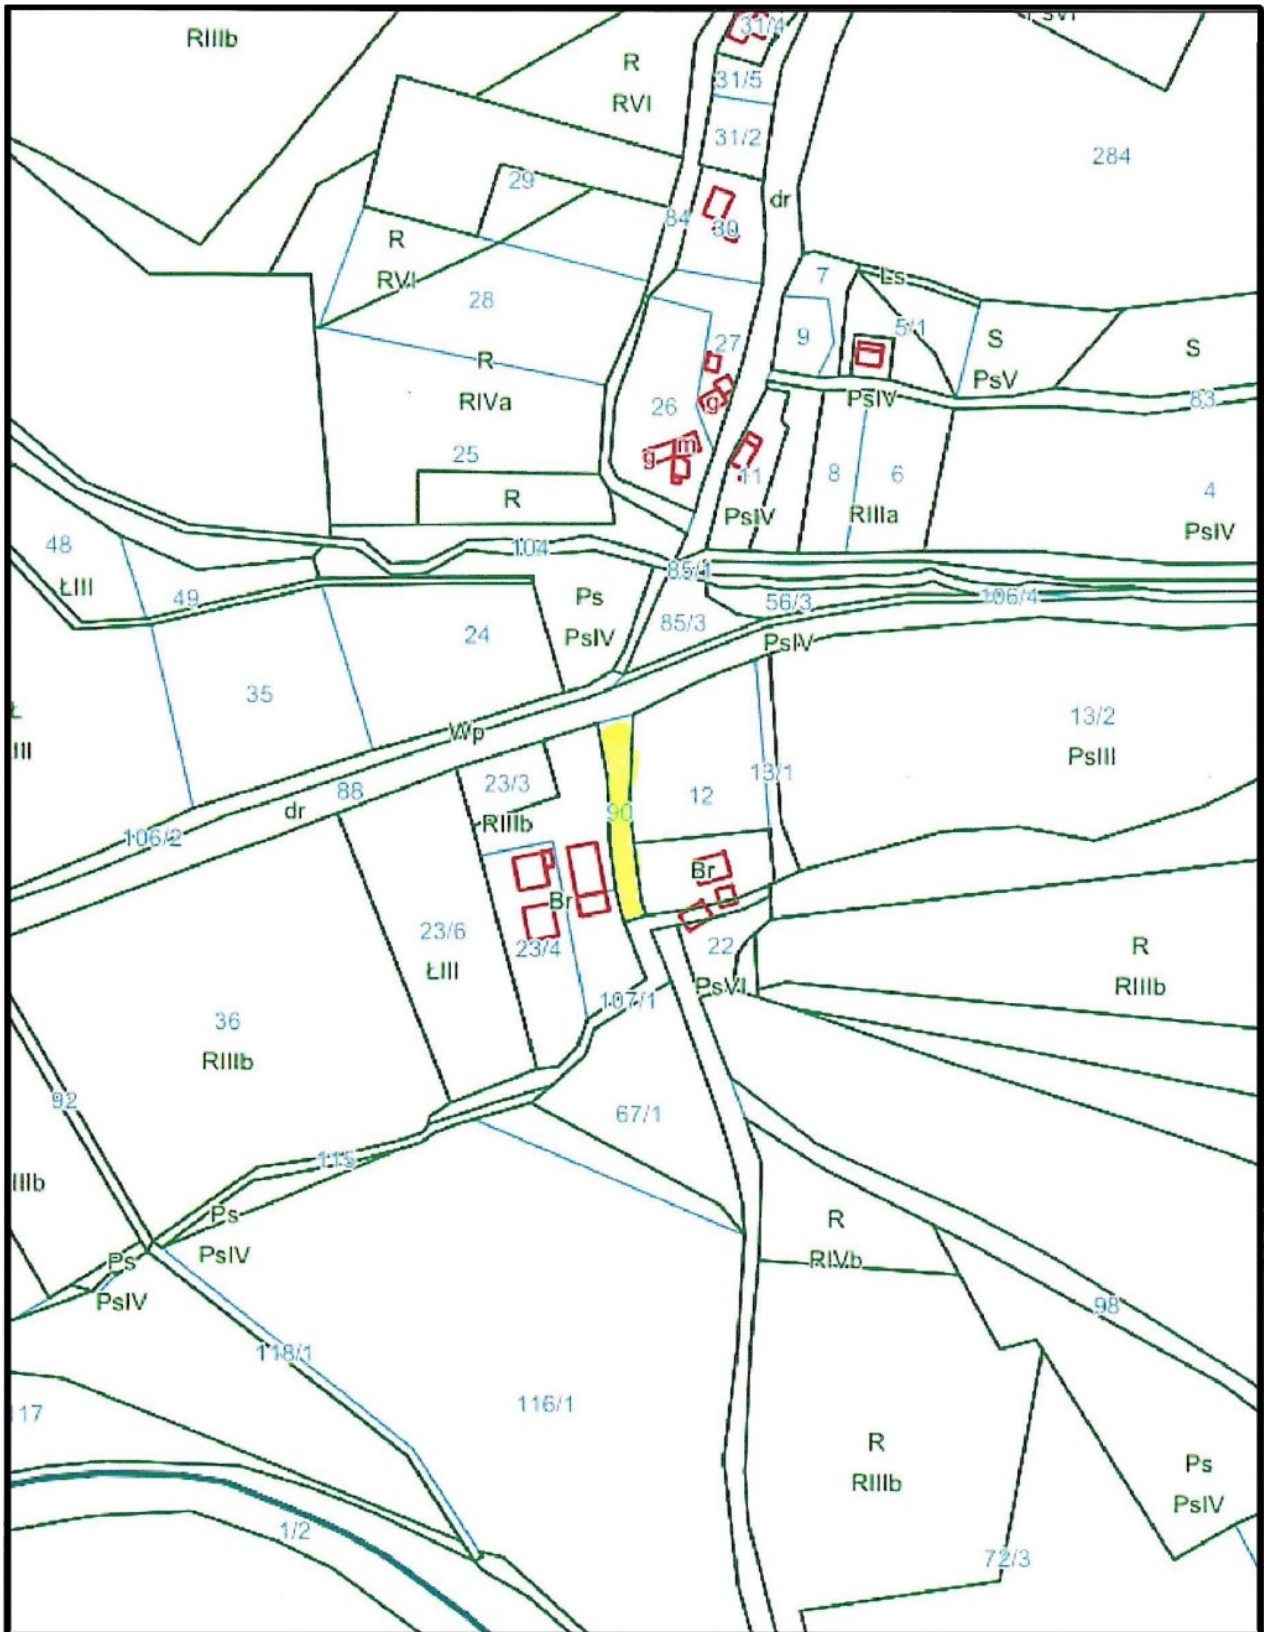 31/4
PsVI
RIIIb
R
RVI
31/5
31/2
284
29
dr
84
30
R
RVI
28
7
Ls
5/1
9
27
S
PsV
S
R
RIVa
PsIV
83
26
g
m
g
25
R
11
8
6
4
PsIV
RIIIa
PsIV
104
48
ŁIII
85/1
49
Ps
PsIV
56/3
106/4
85/3
24
PsIV
35
Ł
III
Wp
13/2
PsIII
88
23/3
13/1
12
dr
90
RIIIb
106/2
Br
Br
23/6
ŁIII
23/4
22
R
RIIIb
PsVI
107/1
36
RIIIb
92
67/1
115
IIIb
Ps
PsIV
R
RIVb
Ps
PsIV
98
118/1
116/1
117
R
RIIIb
Ps
PsIV
1/2
72/3